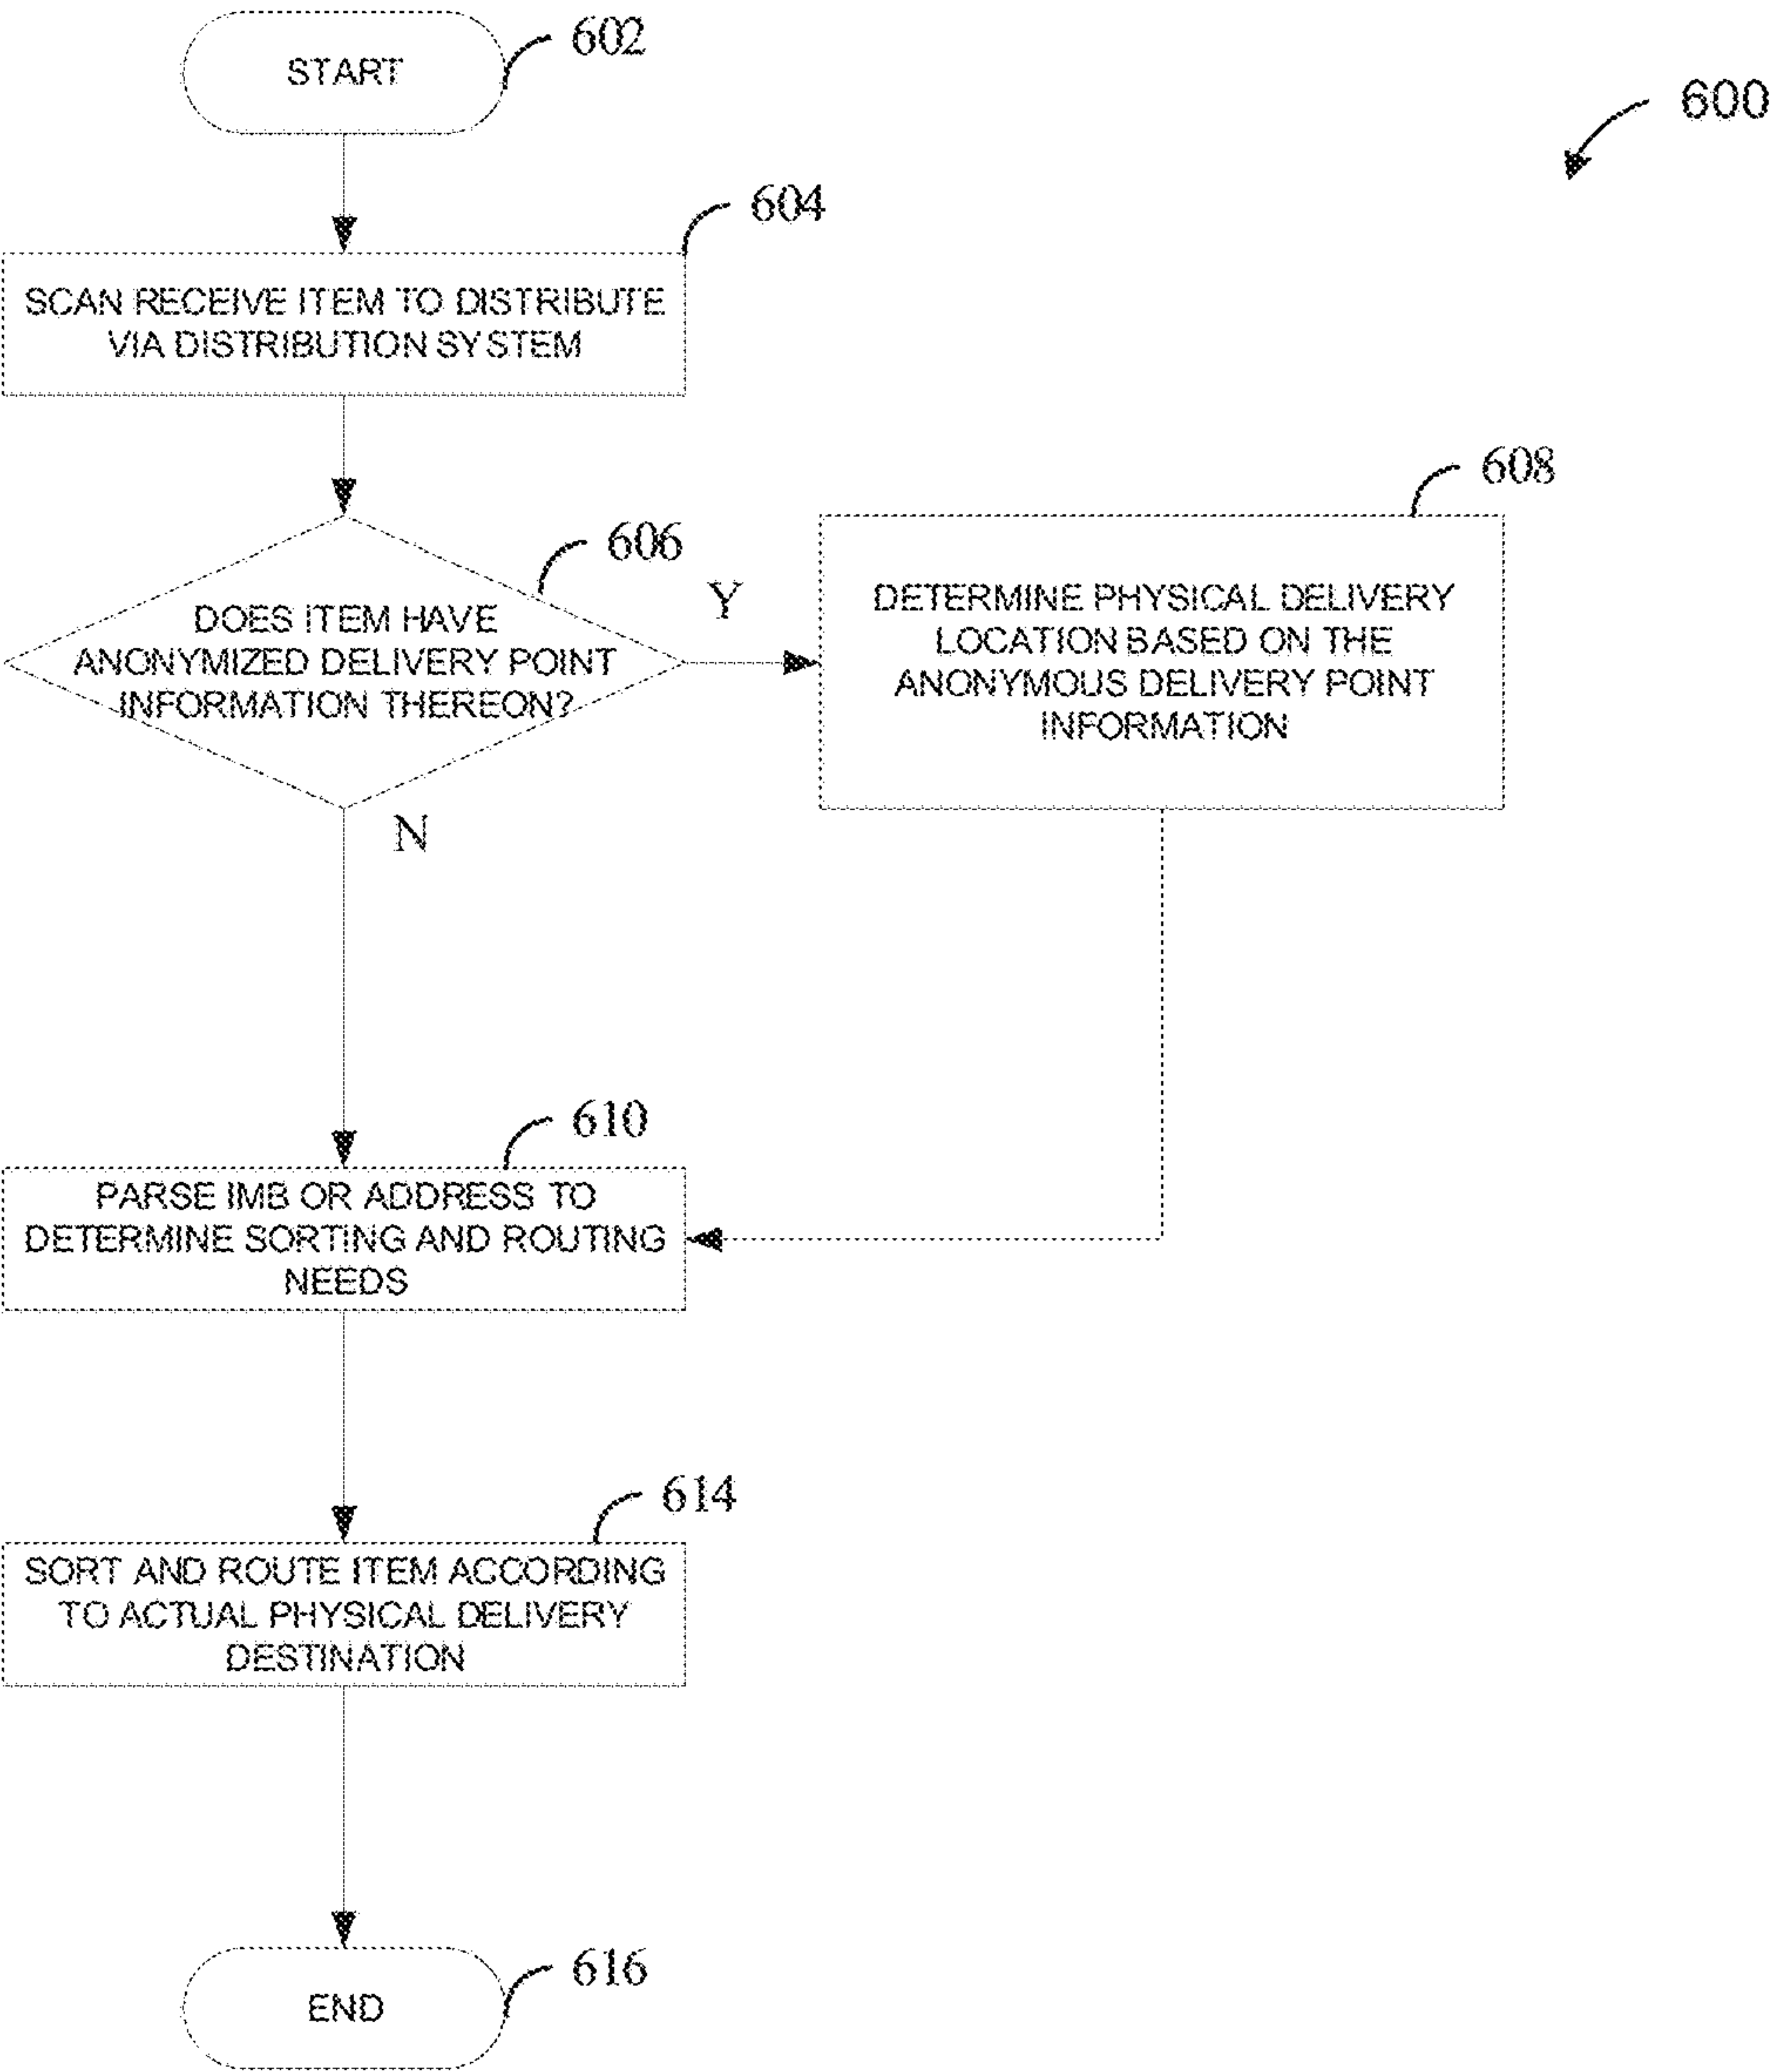 602
START
600
604
SCAN RECEIVE ITEM TO DISTRIBUTE
VIA DISTRIBUTION SYSTEM
608
606
Y
DOES ITEM HAVE
ANONYMIZED DELIVERY POINT
INFORMATION THEREON?
DETERMINE PHYSICAL DELIVERY
LOCATION BASED ON THE
ANONYMOUS DELIVERY POINT
INFORMATION
N
610
PARSE IMB OR ADDRESS TO
DETERMINE SORTING AND ROUTING
NEEDS
614
SORT AND ROUTE ITEM ACCORDING
TO ACTUAL PHYSICAL DELIVERY
DESTINATION
616
END